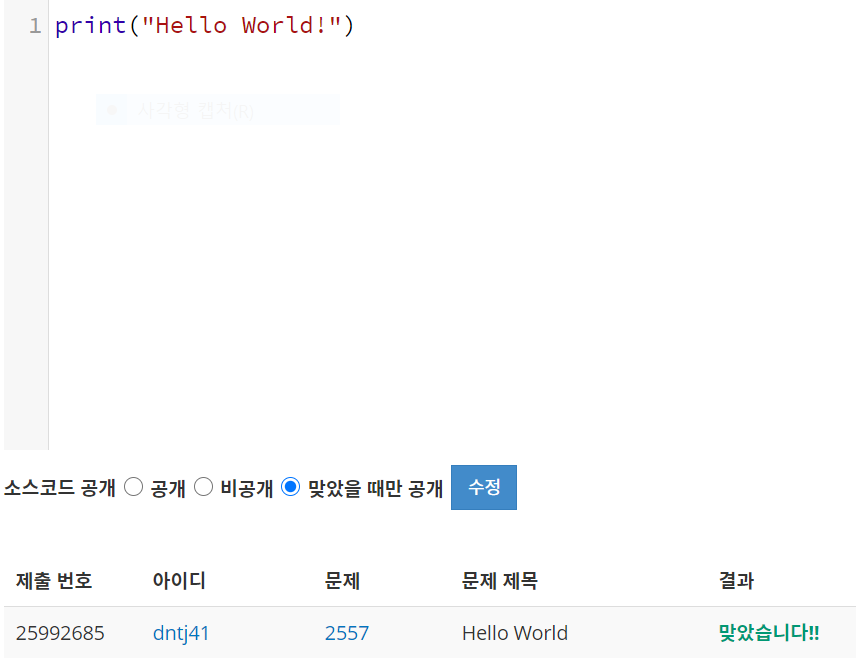 1 print("Hello World!")
사각형 캡처(R)
소스코드 공개 공개 비공개 맞았을 때만 공개 수정
제출 번호 아이디 문제 문제 제목 결과
25992685 dntj41 2557 Hello World 맞았습니다!!